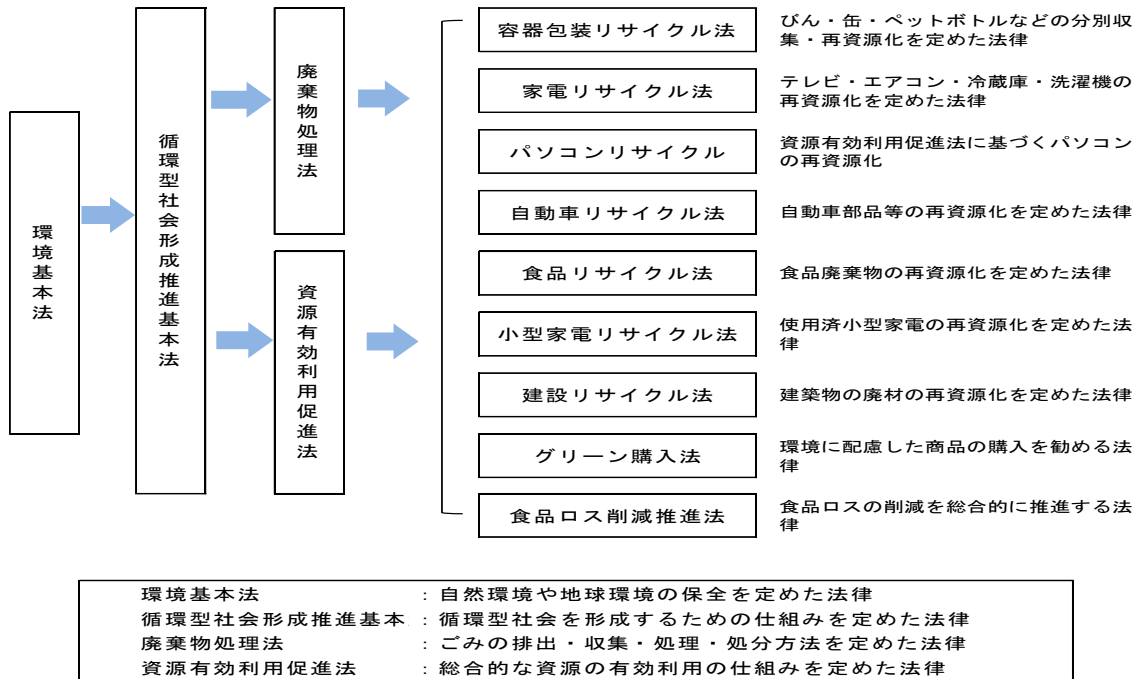 環境基本法
循環型社会形成推進基本法
廃棄物処理法
資源有効利用促進法
容器包装リサイクル法
びん・缶・ペットボトルなどの分別収
集・再資源化を定めた法律
家電リサイクル法
テレビ・エアコン・冷蔵庫・洗濯機の
再資源化を定めた法律
パソコンリサイクル
資源有効利用促進法に基づくパソコン
の再資源化
自動車リサイクル法
自動車部品等の再資源化を定めた法律
食品リサイクル法
食品廃棄物の再資源化を定めた法律
小型家電リサイクル法
使用済小型家電の再資源化を定めた法
律
建設リサイクル法
建築物の廃材の再資源化を定めた法律
グリーン購入法
環境に配慮した商品の購入を勧める法
律
食品ロス削減推進法
食品ロスの削減を総合的に推進する法
律
環境基本法：自然環境や地球環境の保全を定めた法律
循環型社会形成推進基本：循環型社会を形成するための仕組みを定めた法律
廃棄物処理法：ごみの排出・収集・処理・処分方法を定めた法律
資源有効利用促進法：総合的な資源の有効利用の仕組みを定めた法律